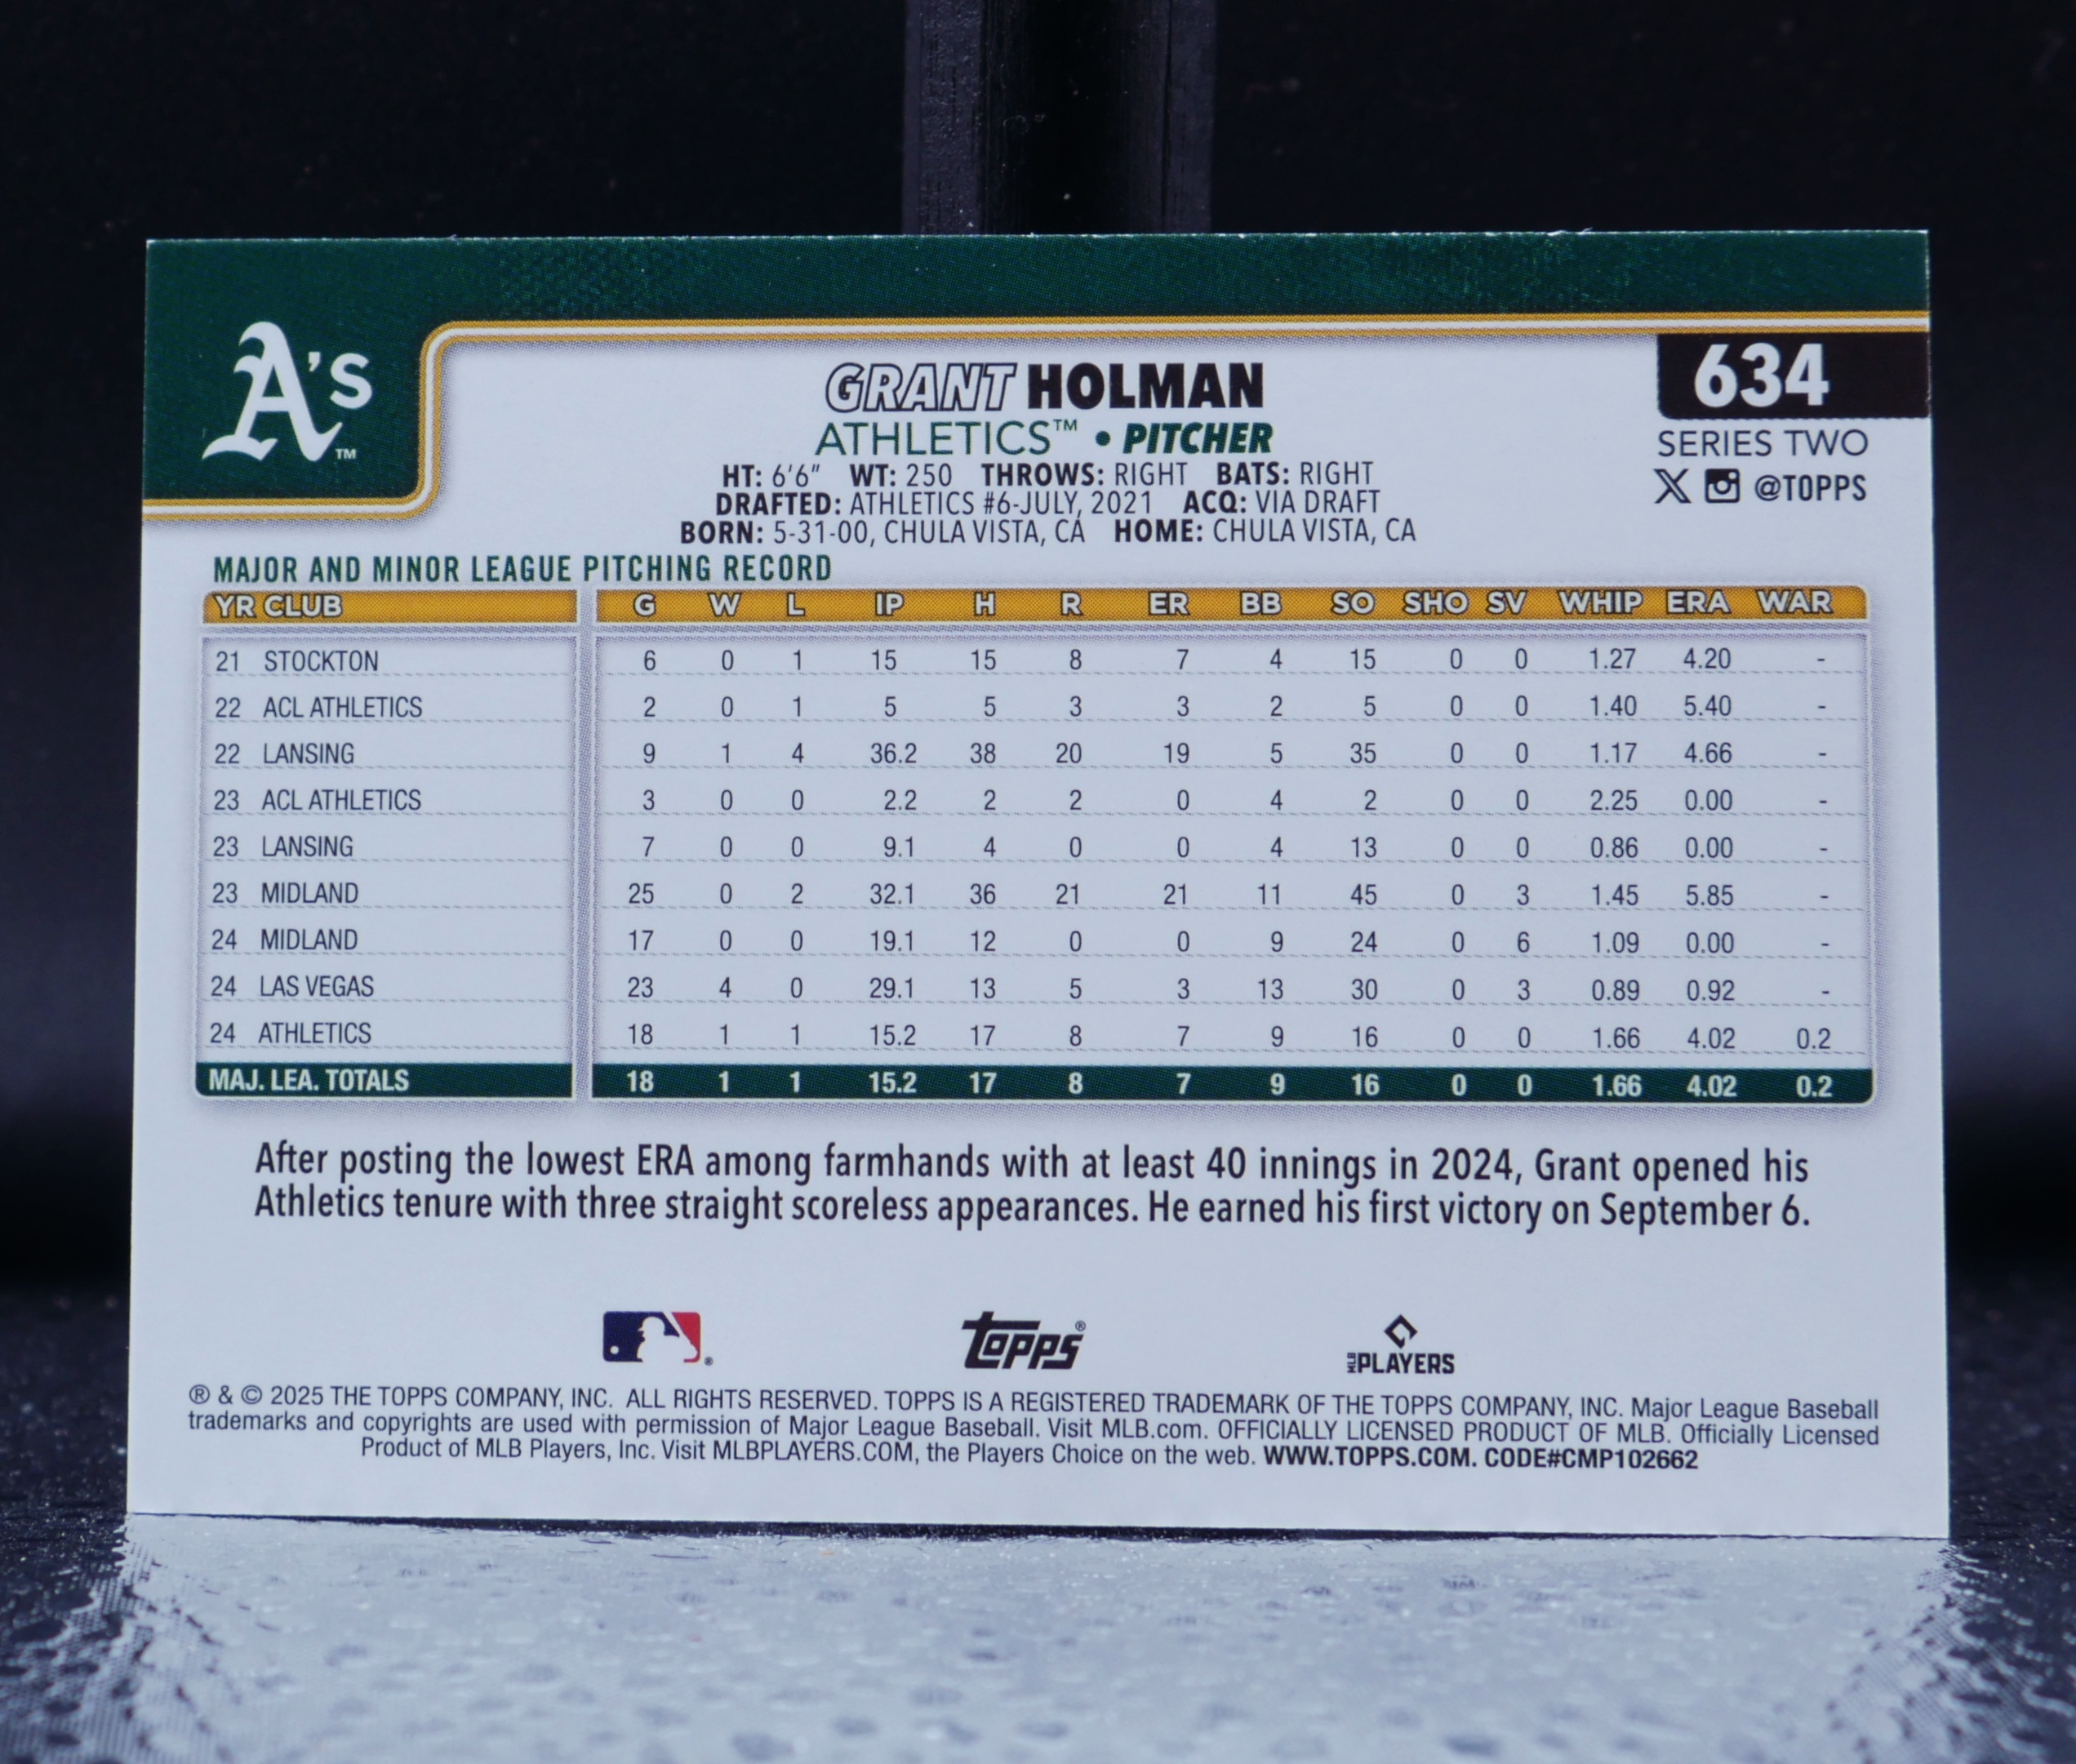 A's™
GRANT HOLMAN
634
ATHLETICS™ • PITCHER
SERIES TWO
HT: 6'6" WT: 250 THROWS: RIGHT BATS: RIGHT
@TOPPS
DRAFTED: ATHLETICS #6-JULY, 2021 ACQ: VIA DRAFT
BORN: 5-31-00, CHULA VISTA, CA HOME: CHULA VISTA, CA
MAJOR AND MINOR LEAGUE PITCHING RECORD
YR CLUB G W L IP H R ER BB SO SHO SV WHIP ERA WAR
21 STOCKTON 6 0 1 15 15 8 7 4 15 0 0 1.27 4.20 -
22 ACL ATHLETICS 2 0 1 5 5 3 3 2 5 0 0 1.40 5.40 -
22 LANSING 9 1 4 36.2 38 20 19 5 35 0 0 1.17 4.66 -
23 ACL ATHLETICS 3 0 0 2.2 2 2 0 4 2 0 0 2.25 0.00 -
23 LANSING 7 0 0 9.1 4 0 0 4 13 0 0 0.86 0.00 -
23 MIDLAND 25 0 2 32.1 36 21 21 11 45 0 3 1.45 5.85 -
24 MIDLAND 17 0 0 19.1 12 0 0 9 24 0 6 1.09 0.00 -
24 LAS VEGAS 23 4 0 29.1 13 5 3 13 30 0 3 0.89 0.92 -
24 ATHLETICS 18 1 1 15.2 17 8 7 9 16 0 0 1.66 4.02 0.2
MAJ. LEA. TOTALS 18 1 1 15.2 17 8 7 9 16 0 0 1.66 4.02 0.2
After posting the lowest ERA among farmhands with at least 40 innings in 2024, Grant opened his
Athletics tenure with three straight scoreless appearances. He earned his first victory on September 6.
® Topps® MLB PLAYERS
® & © 2025 THE TOPPS COMPANY, INC. ALL RIGHTS RESERVED. TOPPS IS A REGISTERED TRADEMARK OF THE TOPPS COMPANY, INC. Major League Baseball
trademarks and copyrights are used with permission of Major League Baseball. Visit MLB.com. OFFICIALLY LICENSED PRODUCT OF MLB. Officially Licensed
Product of MLB Players, Inc. Visit MLBPLAYERS.COM, the Players Choice on the web. WWW.TOPPS.COM. CODE#CMP102662